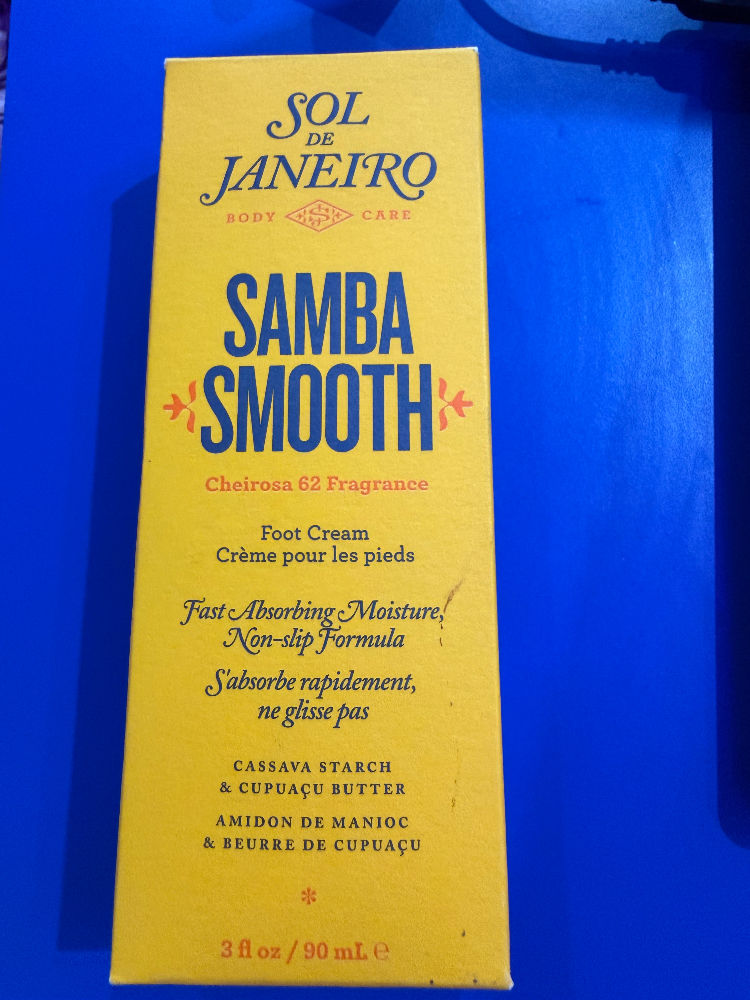 SOL
DE
JANEIRO
BODY CARE
SAMBA
SMOOTH
Cheirosa 62 Fragrance
Foot Cream
Crème pour les pieds
Fast Absorbing Moisture,
Non-slip Formula
S'absorbe rapidement,
ne glisse pas
CASSAVA STARCH
& CUPUAÇU BUTTER
AMIDON DE MANIOC
& BEURRE DE CUPUAÇU
*
3 fl oz / 90 mL ℮